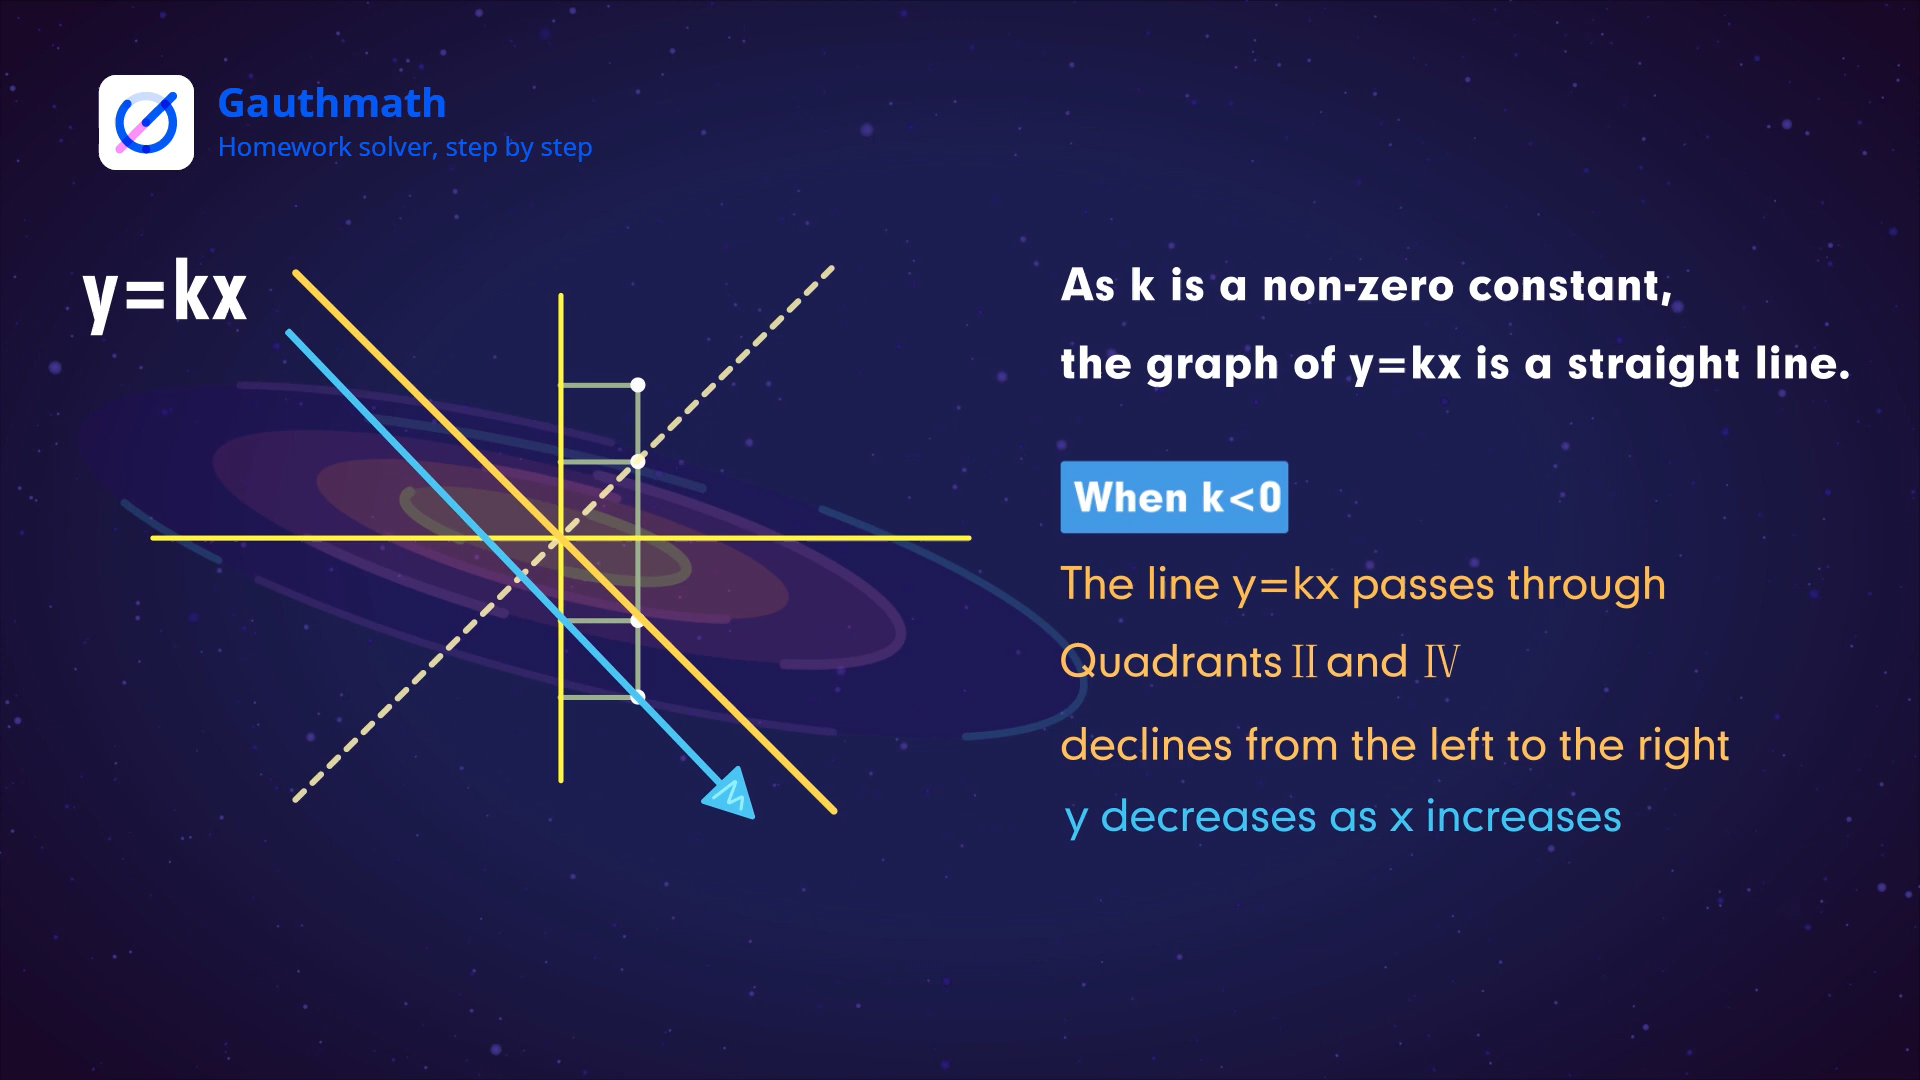 Gauthmath
Homework solver, step by step
y=kx
As k is a non-zero constant,
the graph of y=kx is a straight line.
When k<0
The line y=kx passes through
Quadrants II and IV
declines from the left to the right
y decreases as x increases